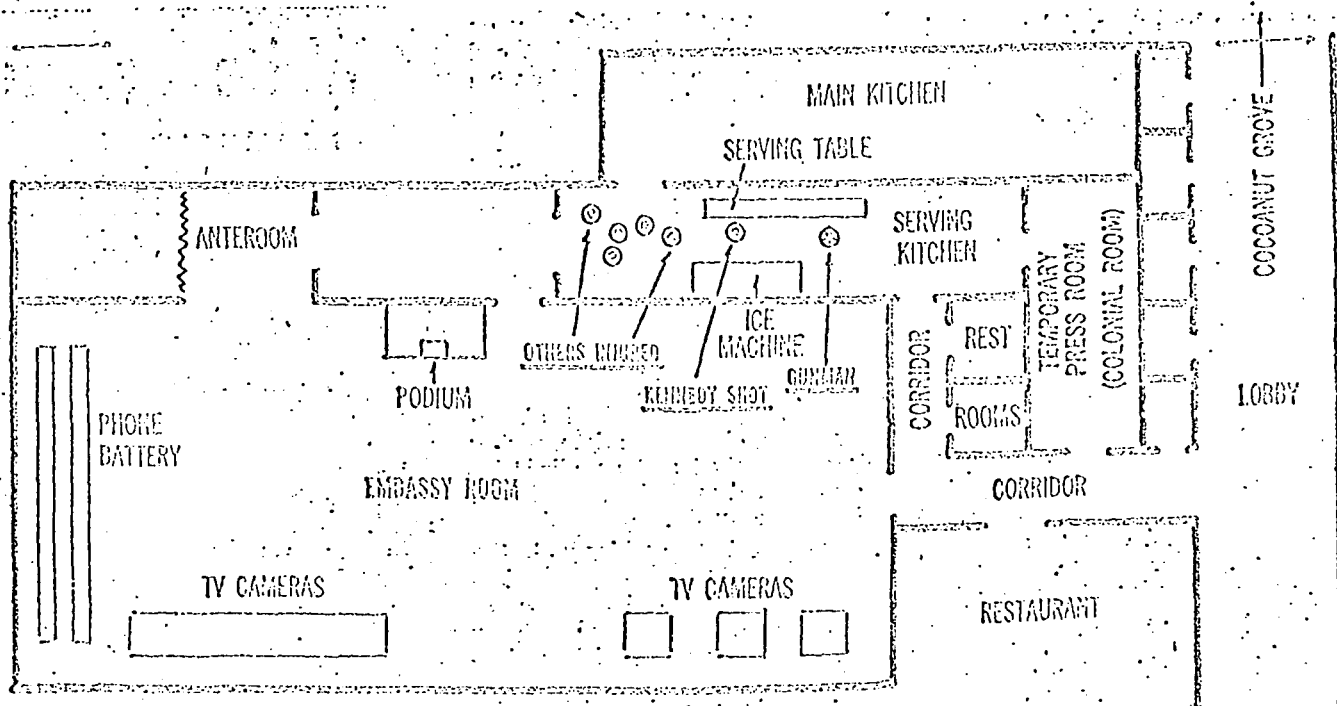 MAIN KITCHEN
SERVING TABLE
COCOANUT GROVE
ANTEROOM
SERVING
KITCHEN
TEMPORARY
PRESS ROOM
(COLONIAL ROOM)
ICE
MACHINE
OTHERS WOUNDED
KENNEDY SHOT
GUNMAN
PODIUM
CORRIDOR
REST
ROOMS
LOBBY
PHONE
BATTERY
EMBASSY ROOM
CORRIDOR
TV CAMERAS
TV CAMERAS
RESTAURANT